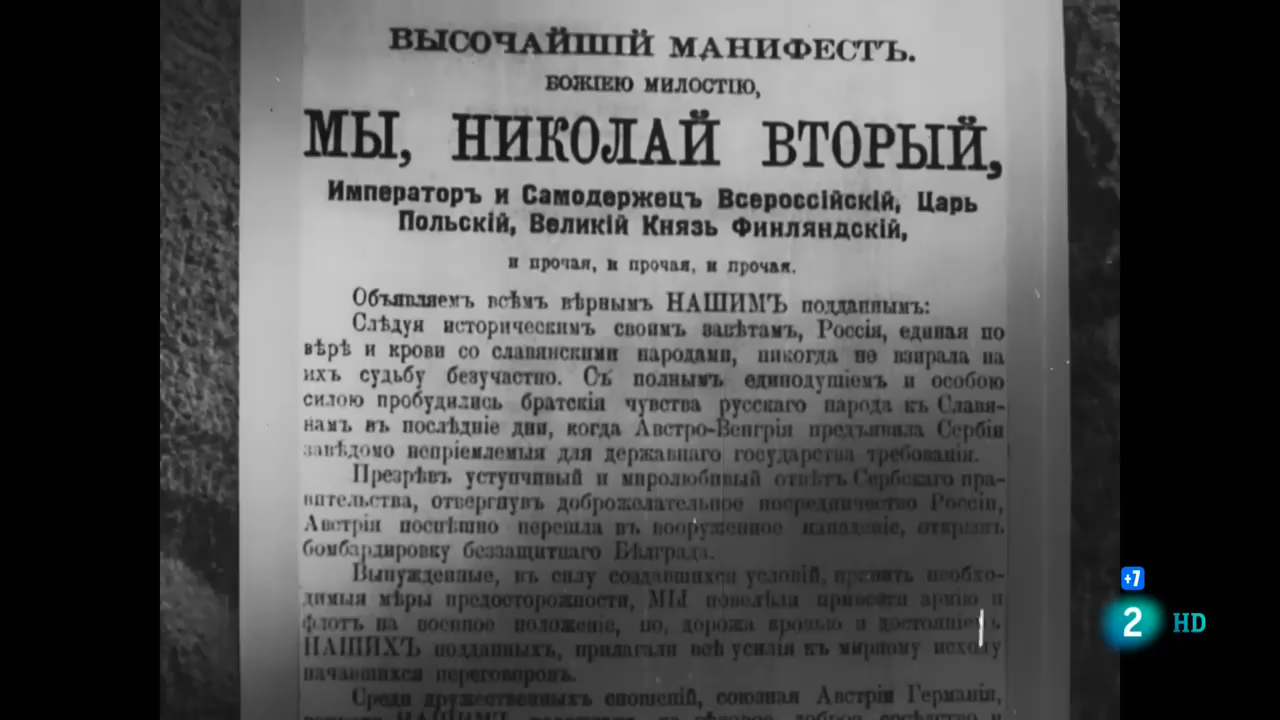 ВЫСОЧАЙШІЙ МАНИФЕСТЪ.
БОЖІЕЮ МИЛОСТІЮ,
МЫ, НИКОЛАЙ ВТОРЫЙ,
Императоръ и Самодержецъ Всероссійскій, Царь
Польскій, Великій Князь Финляндскій,
и прочая, и прочая, и прочая.
Объявляемъ всѣмъ вѣрнымъ НАШИМЪ подданнымъ:
Слѣдуя историческимъ своимъ завѣтамъ, Россія, единая по
вѣрѣ и крови со славянскими народами, никогда не взирала на
ихъ судьбу безучастно. Съ полнымъ единодушіемъ и особою
силою пробудились братскія чувства русскаго народа къ Славя-
намъ въ послѣдніе дни, когда Австро-Венгрія предъявила Сербіи
завѣдомо непріемлемыя для державнаго государства требованія.
Презрѣвъ уступчивый и миролюбивый отвѣтъ Сербскаго пра-
вительства, отвергнувъ доброжелательное посредничество Россіи,
Австрія поспѣшно перешла въ вооруженное нападеніе, открывъ
бомбардировку беззащитнаго Бѣлграда.
Вынужденные, въ силу создавшихся условій, принять необхо-
димыя мѣры предосторожности, МЫ повелѣли привести армію и
флотъ на военное положеніе, но, дорожа кровью и достояніемъ
НАШИХЪ подданныхъ, прилагали всѣ усилія къ мирному исходу
начавшихся переговоровъ.
Среди дружественныхъ сношеній, союзная Австріи Германія,
НАШИМЪ
+7
2 HD